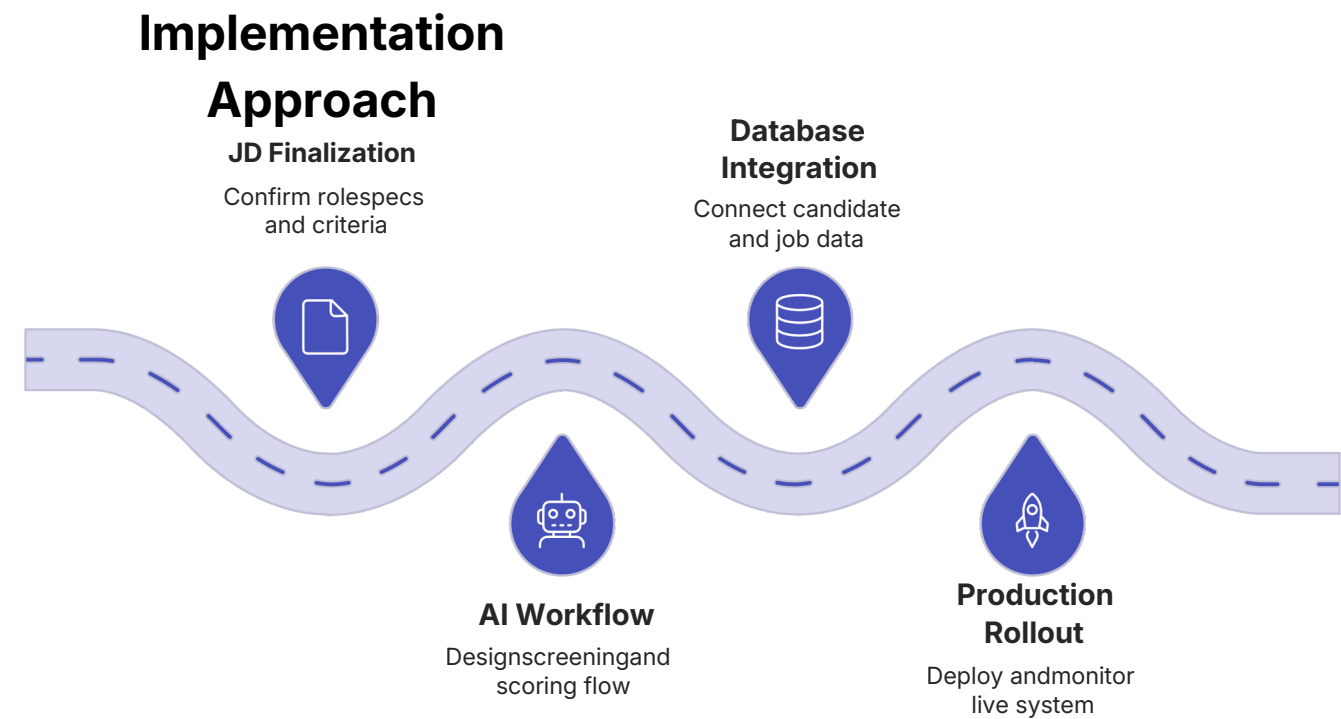 Implementation
Approach
JD Finalization
Confirm rolespecs
and criteria
AI Workflow
Designscreeningand
scoring flow
Database
Integration
Connect candidate
and job data
Production
Rollout
Deploy andmonitor
live system